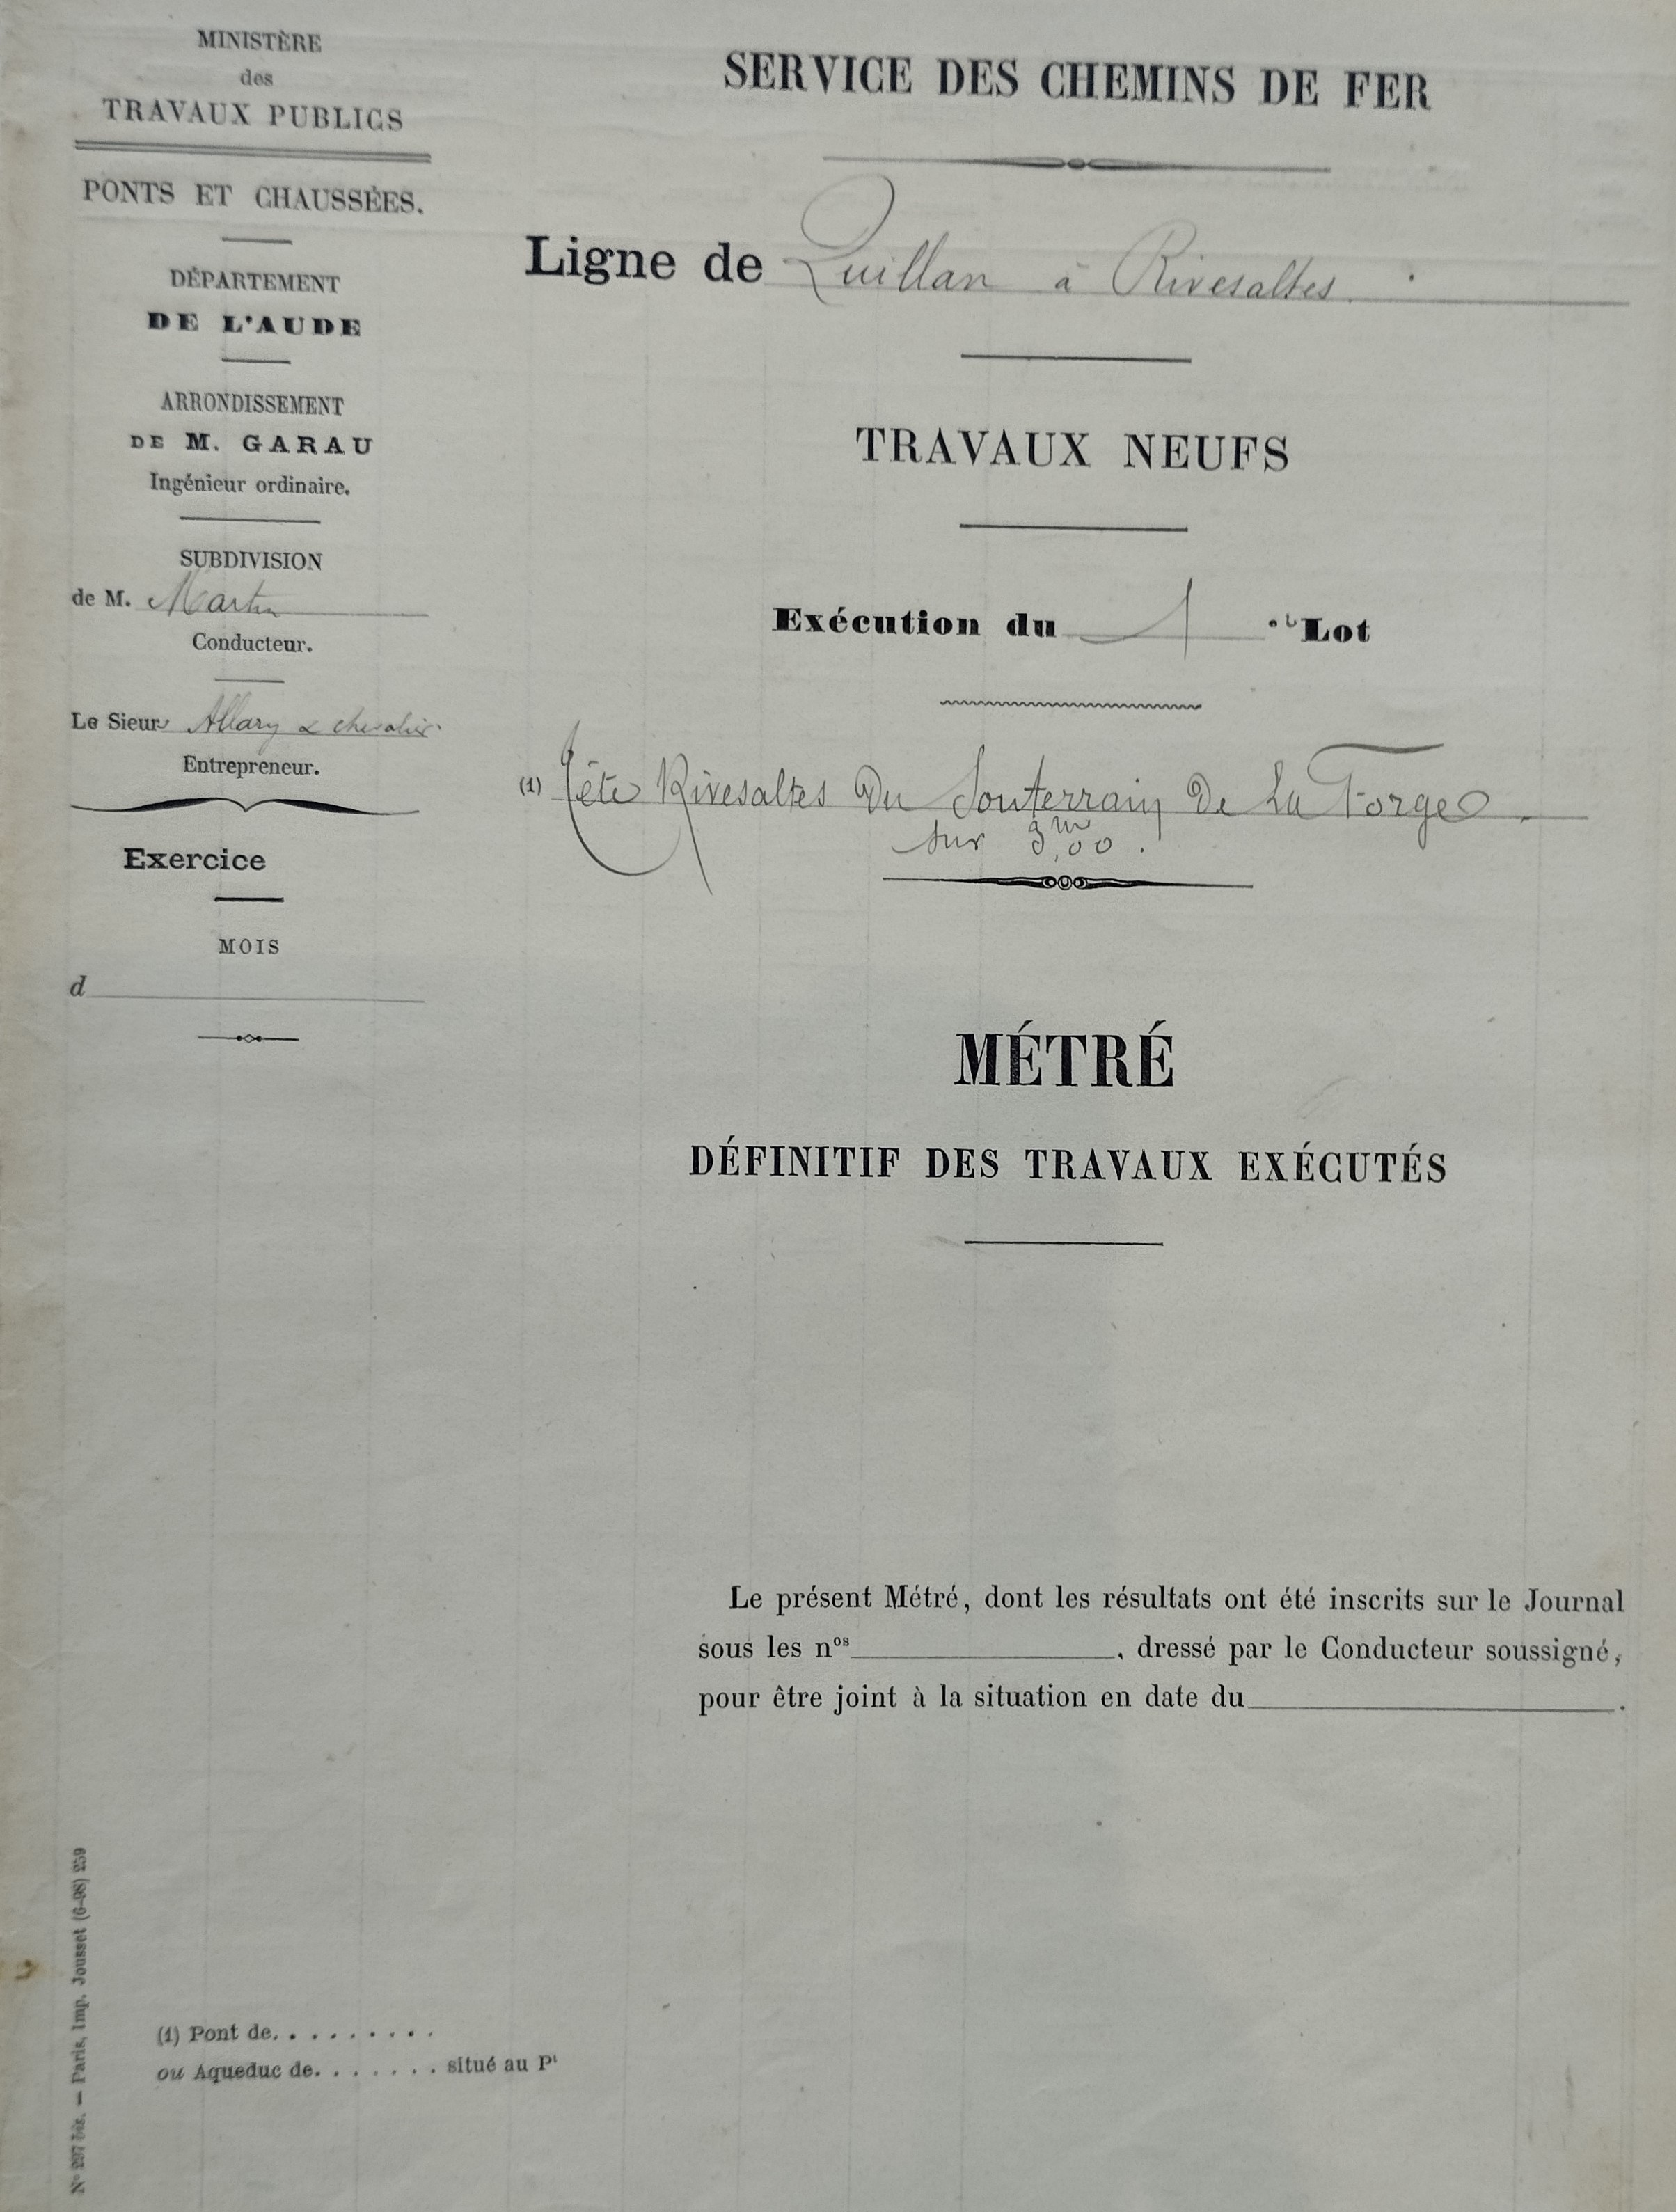 MINISTÈRE
des
TRAVAUX PUBLICS
PONTS ET CHAUSSÉES.
DÉPARTEMENT
DE L'AUDE
ARRONDISSEMENT
DE M. GARAU
Ingénieur ordinaire.
SUBDIVISION
de M. Martin
Conducteur.
Le Sieurs Allary & chevalier
Entrepreneur.
Exercice
MOIS
d
SERVICE DES CHEMINS DE FER
Ligne de Quillan à Rivesaltes.
TRAVAUX NEUFS
Exécution du 1 Lot
(1) Tête Rivesaltes Du Souterrain De La Forge.
sur 3m,00.
MÉTRÉ
DÉFINITIF DES TRAVAUX EXÉCUTÉS
Le présent Métré, dont les résultats ont été inscrits sur le Journal
sous les nos , dressé par le Conducteur soussigné,
pour être joint à la situation en date du .
(1) Pont de. . . . . . . . . .
ou Aqueduc de. . . . . . . situé au Pt
N° 297 bis. — Paris, Imp. Jousset (6-98) 259